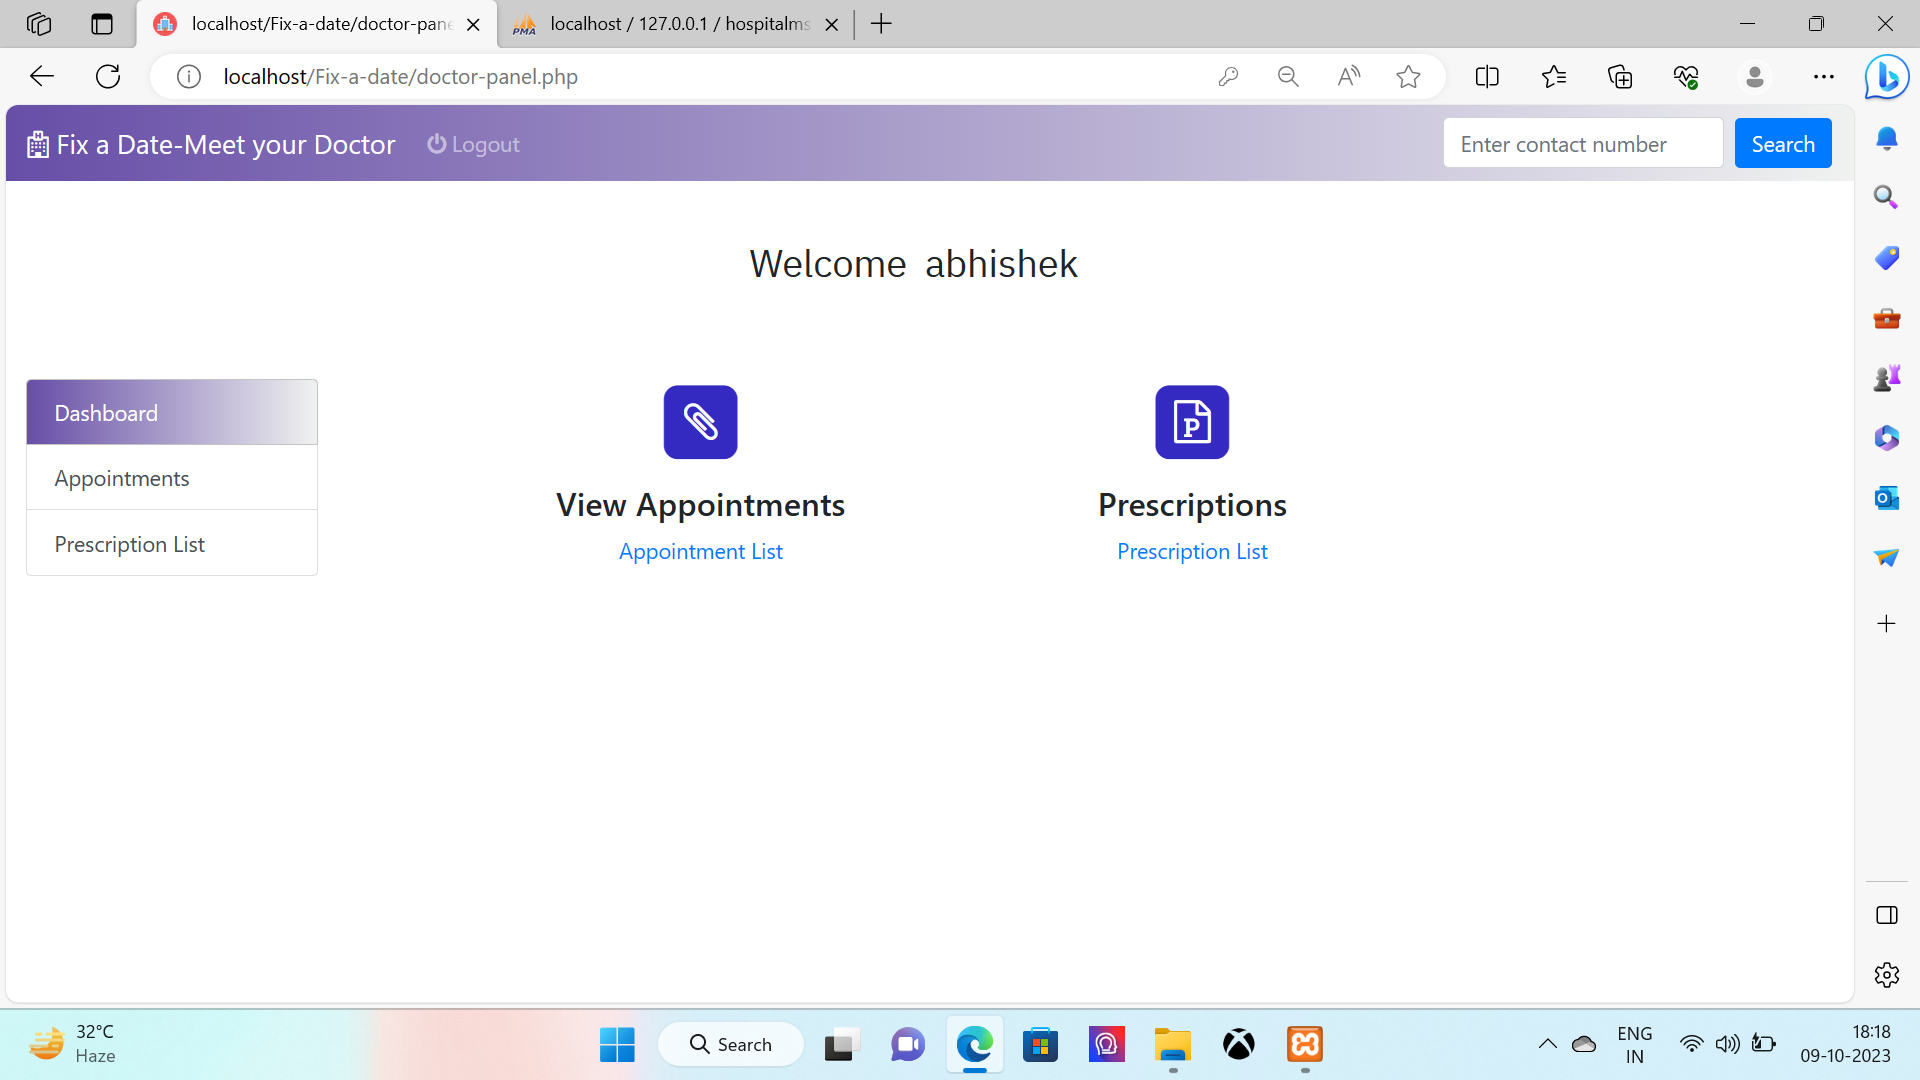 localhost/Fix-a-date/doctor-pane
PMA localhost / 127.0.0.1 / hospitalms
localhost/Fix-a-date/doctor-panel.php
Fix a Date-Meet your Doctor Logout Enter contact number Search
Welcome abhishek
Dashboard
Appointments
Prescription List
View Appointments
Appointment List
Prescriptions
Prescription List
32°C
Haze
Search
ENG
IN
18:18
09-10-2023